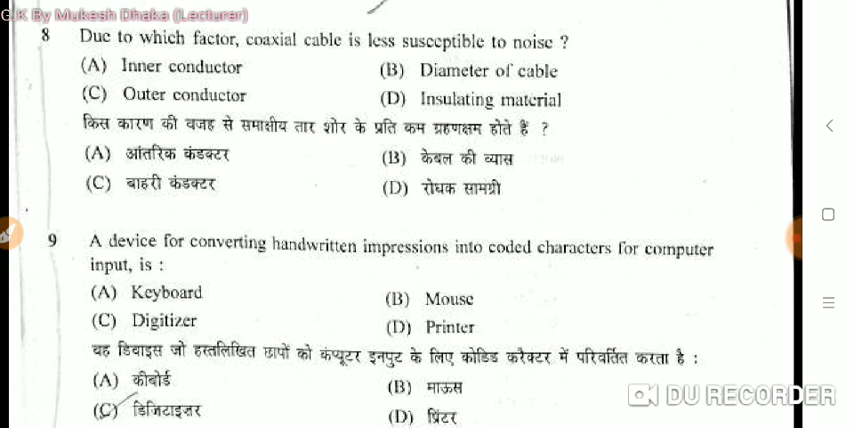 G.K By Mukesh Dhaka (Lecturer)
8 Due to which factor, coaxial cable is less susceptible to noise ?
(A) Inner conductor (B) Diameter of cable
(C) Outer conductor (D) Insulating material
किस कारण की वजह से समाक्षीय तार शोर के प्रति कम ग्रहणक्षम होते हैं ?
(A) आंतरिक कंडक्टर (B) केबल की व्यास
(C) बाहरी कंडक्टर (D) रोधक सामग्री
9 A device for converting handwritten impressions into coded characters for computer
input, is :
(A) Keyboard (B) Mouse
(C) Digitizer (D) Printer
वह डिवाइस जो हस्तलिखित छापों को कंप्यूटर इनपुट के लिए कोडिड करैक्टर में परिवर्तित करता है :
(A) कीबोर्ड (B) माऊस
(C) डिजिटाइजर (D) प्रिंटर
DU RECORDER